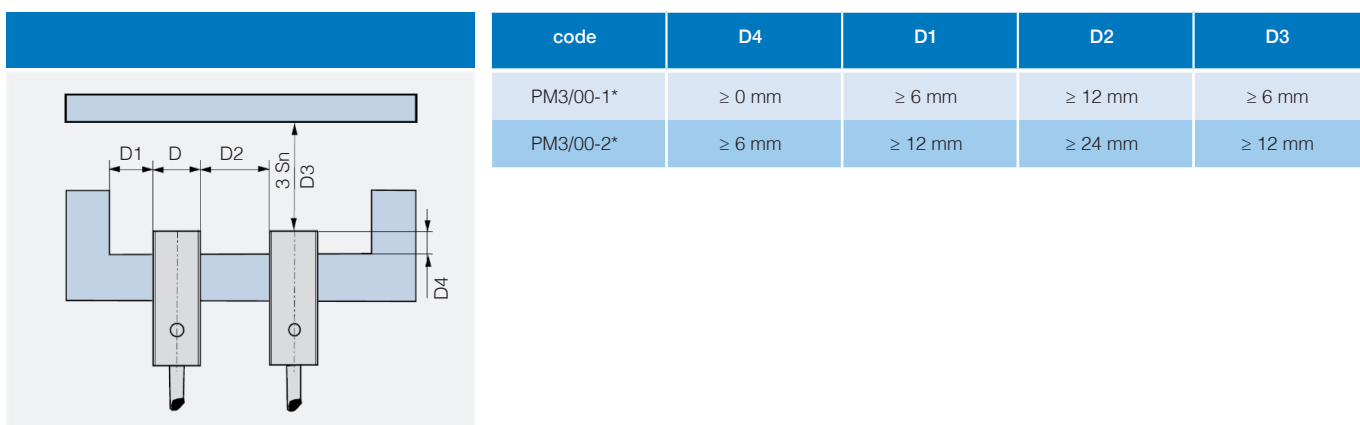 code D4 D1 D2 D3
PM3/00-1* ≥ 0 mm ≥ 6 mm ≥ 12 mm ≥ 6 mm
PM3/00-2* ≥ 6 mm ≥ 12 mm ≥ 24 mm ≥ 12 mm
D1 D D2
3 Sn
D3
D4